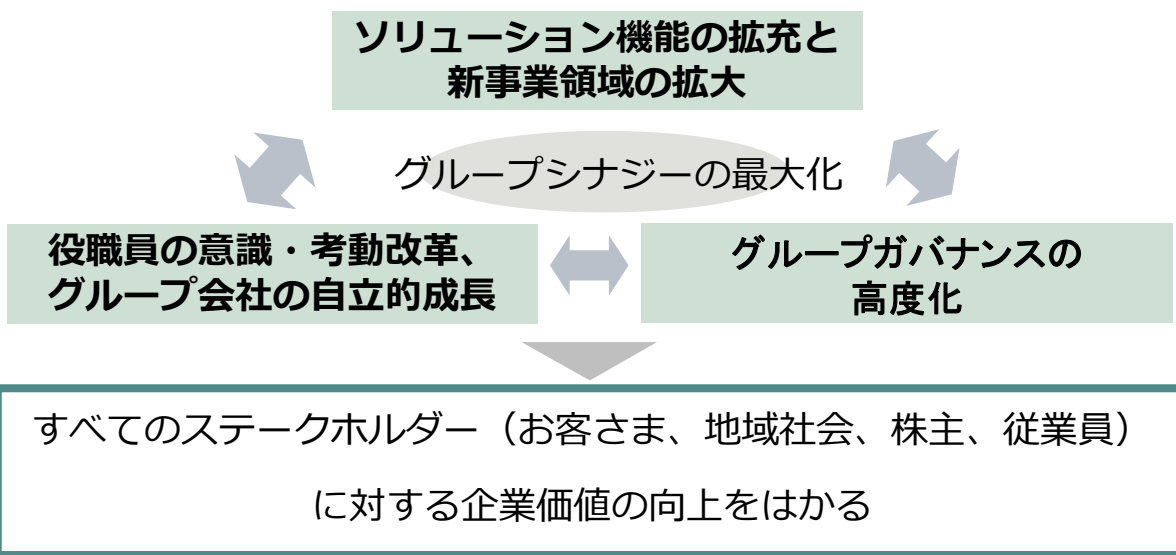 ソリューション機能の拡充と
新事業領域の拡大
グループシナジーの最大化
役職員の意識・考動改革、
グループ会社の自立的成長
グループガバナンスの
高度化
すべてのステークホルダー（お客さま、地域社会、株主、従業員）
に対する企業価値の向上をはかる